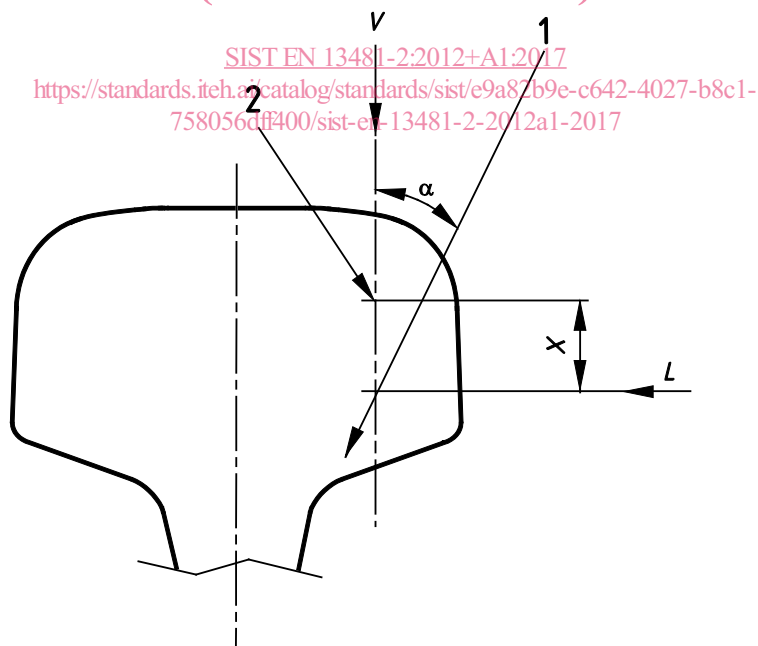 V
1
SIST EN 13481-2:2012+A1:2017
https://standards.iteh.ai/catalog/standards/sist/e9a82b9e-c642-4027-b8c1-
2
758056dff400/sist-en-13481-2-2012a1-2017
α
X
L